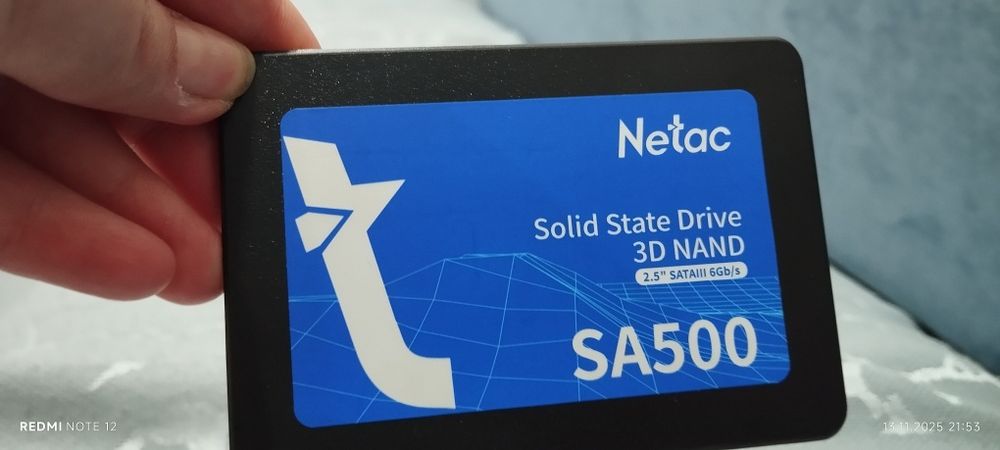 Netac
Solid State Drive
3D NAND
2.5" SATAIII 6Gb/s
SA500
REDMI NOTE 12
13.11.2025 21:53